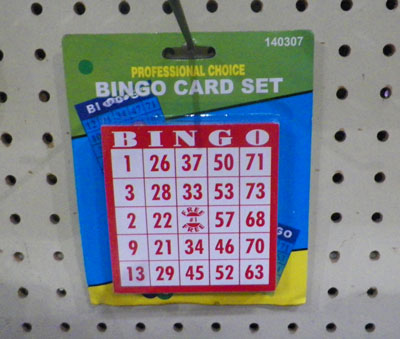 140307
PROFESSIONAL CHOICE
BINGO CARD SET
BINGO
BINGO
1 26 37 50 71
3 28 33 53 73
2 22 57 68
9 21 34 46 70
13 29 45 52 63